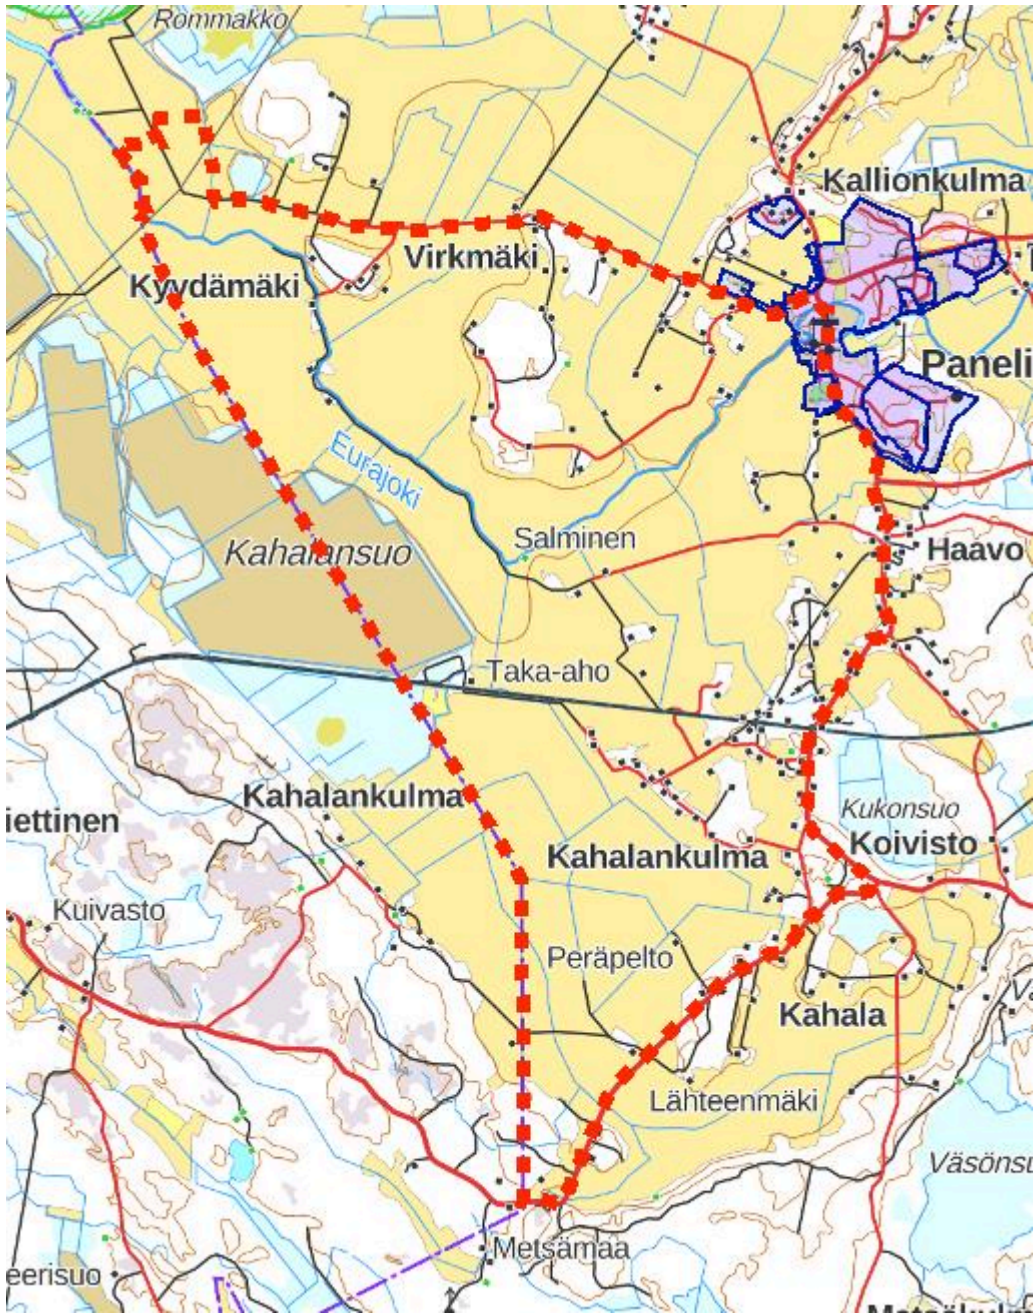 Rommakko
Kallionkulma
Virkmäki
Kyydämäki
Paneli
Eurajoki
Salminen
Kahalansuo
Haavo
Taka-aho
Kahalankulma
Kukonsuo
iettinen
Kahalankulma
Koivisto
Kuivasto
Peräpelto
Kahala
Lähteenmäki
Väsönsu
Metsämaa
eerisuo